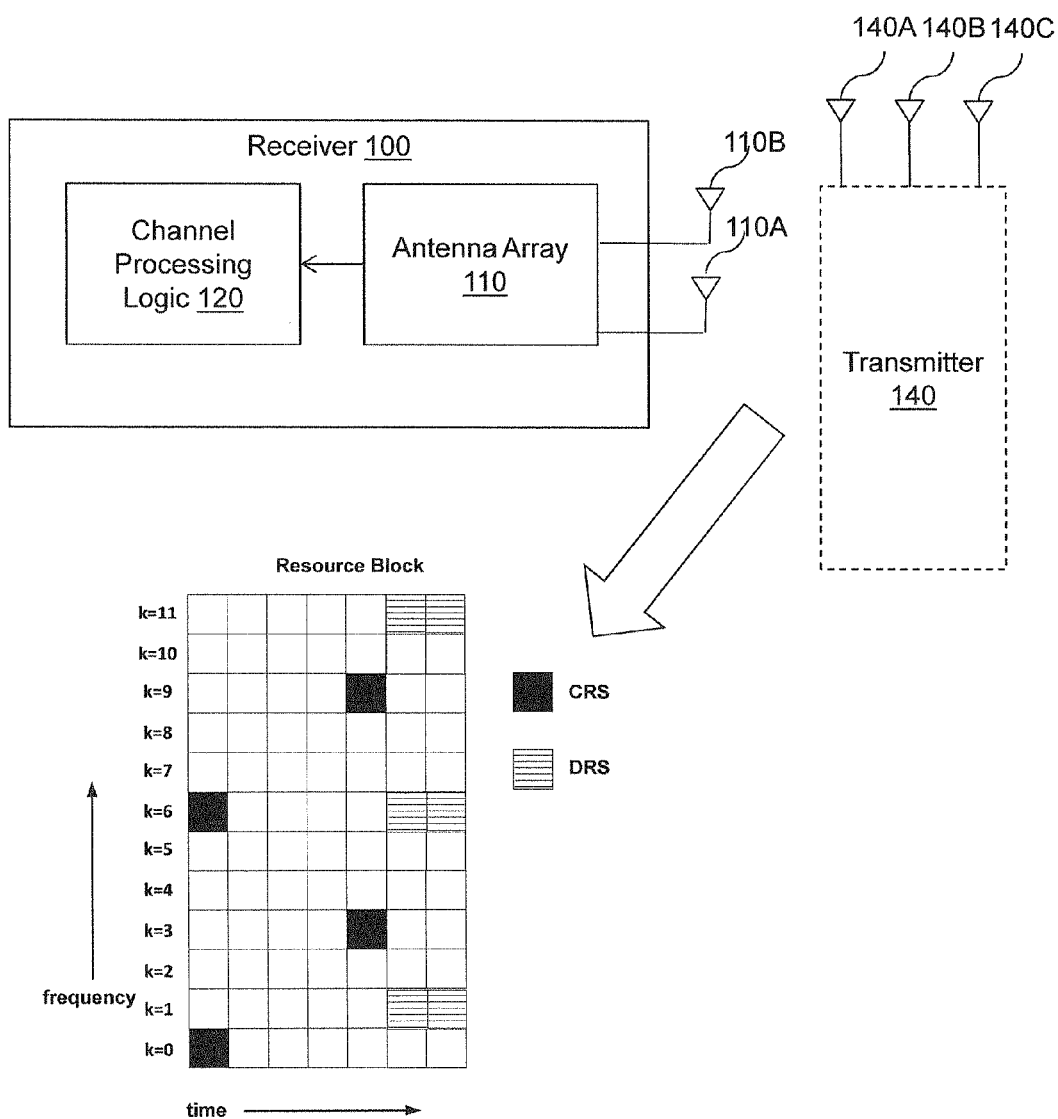 140A 140B 140C
Receiver 100
110B
110A
Channel
Processing
Logic 120
Antenna Array
110
Transmitter
140
Resource Block
k=11
k=10
k=9
k=8
k=7
k=6
k=5
k=4
k=3
k=2
k=1
k=0
CRS
DRS
frequency
time